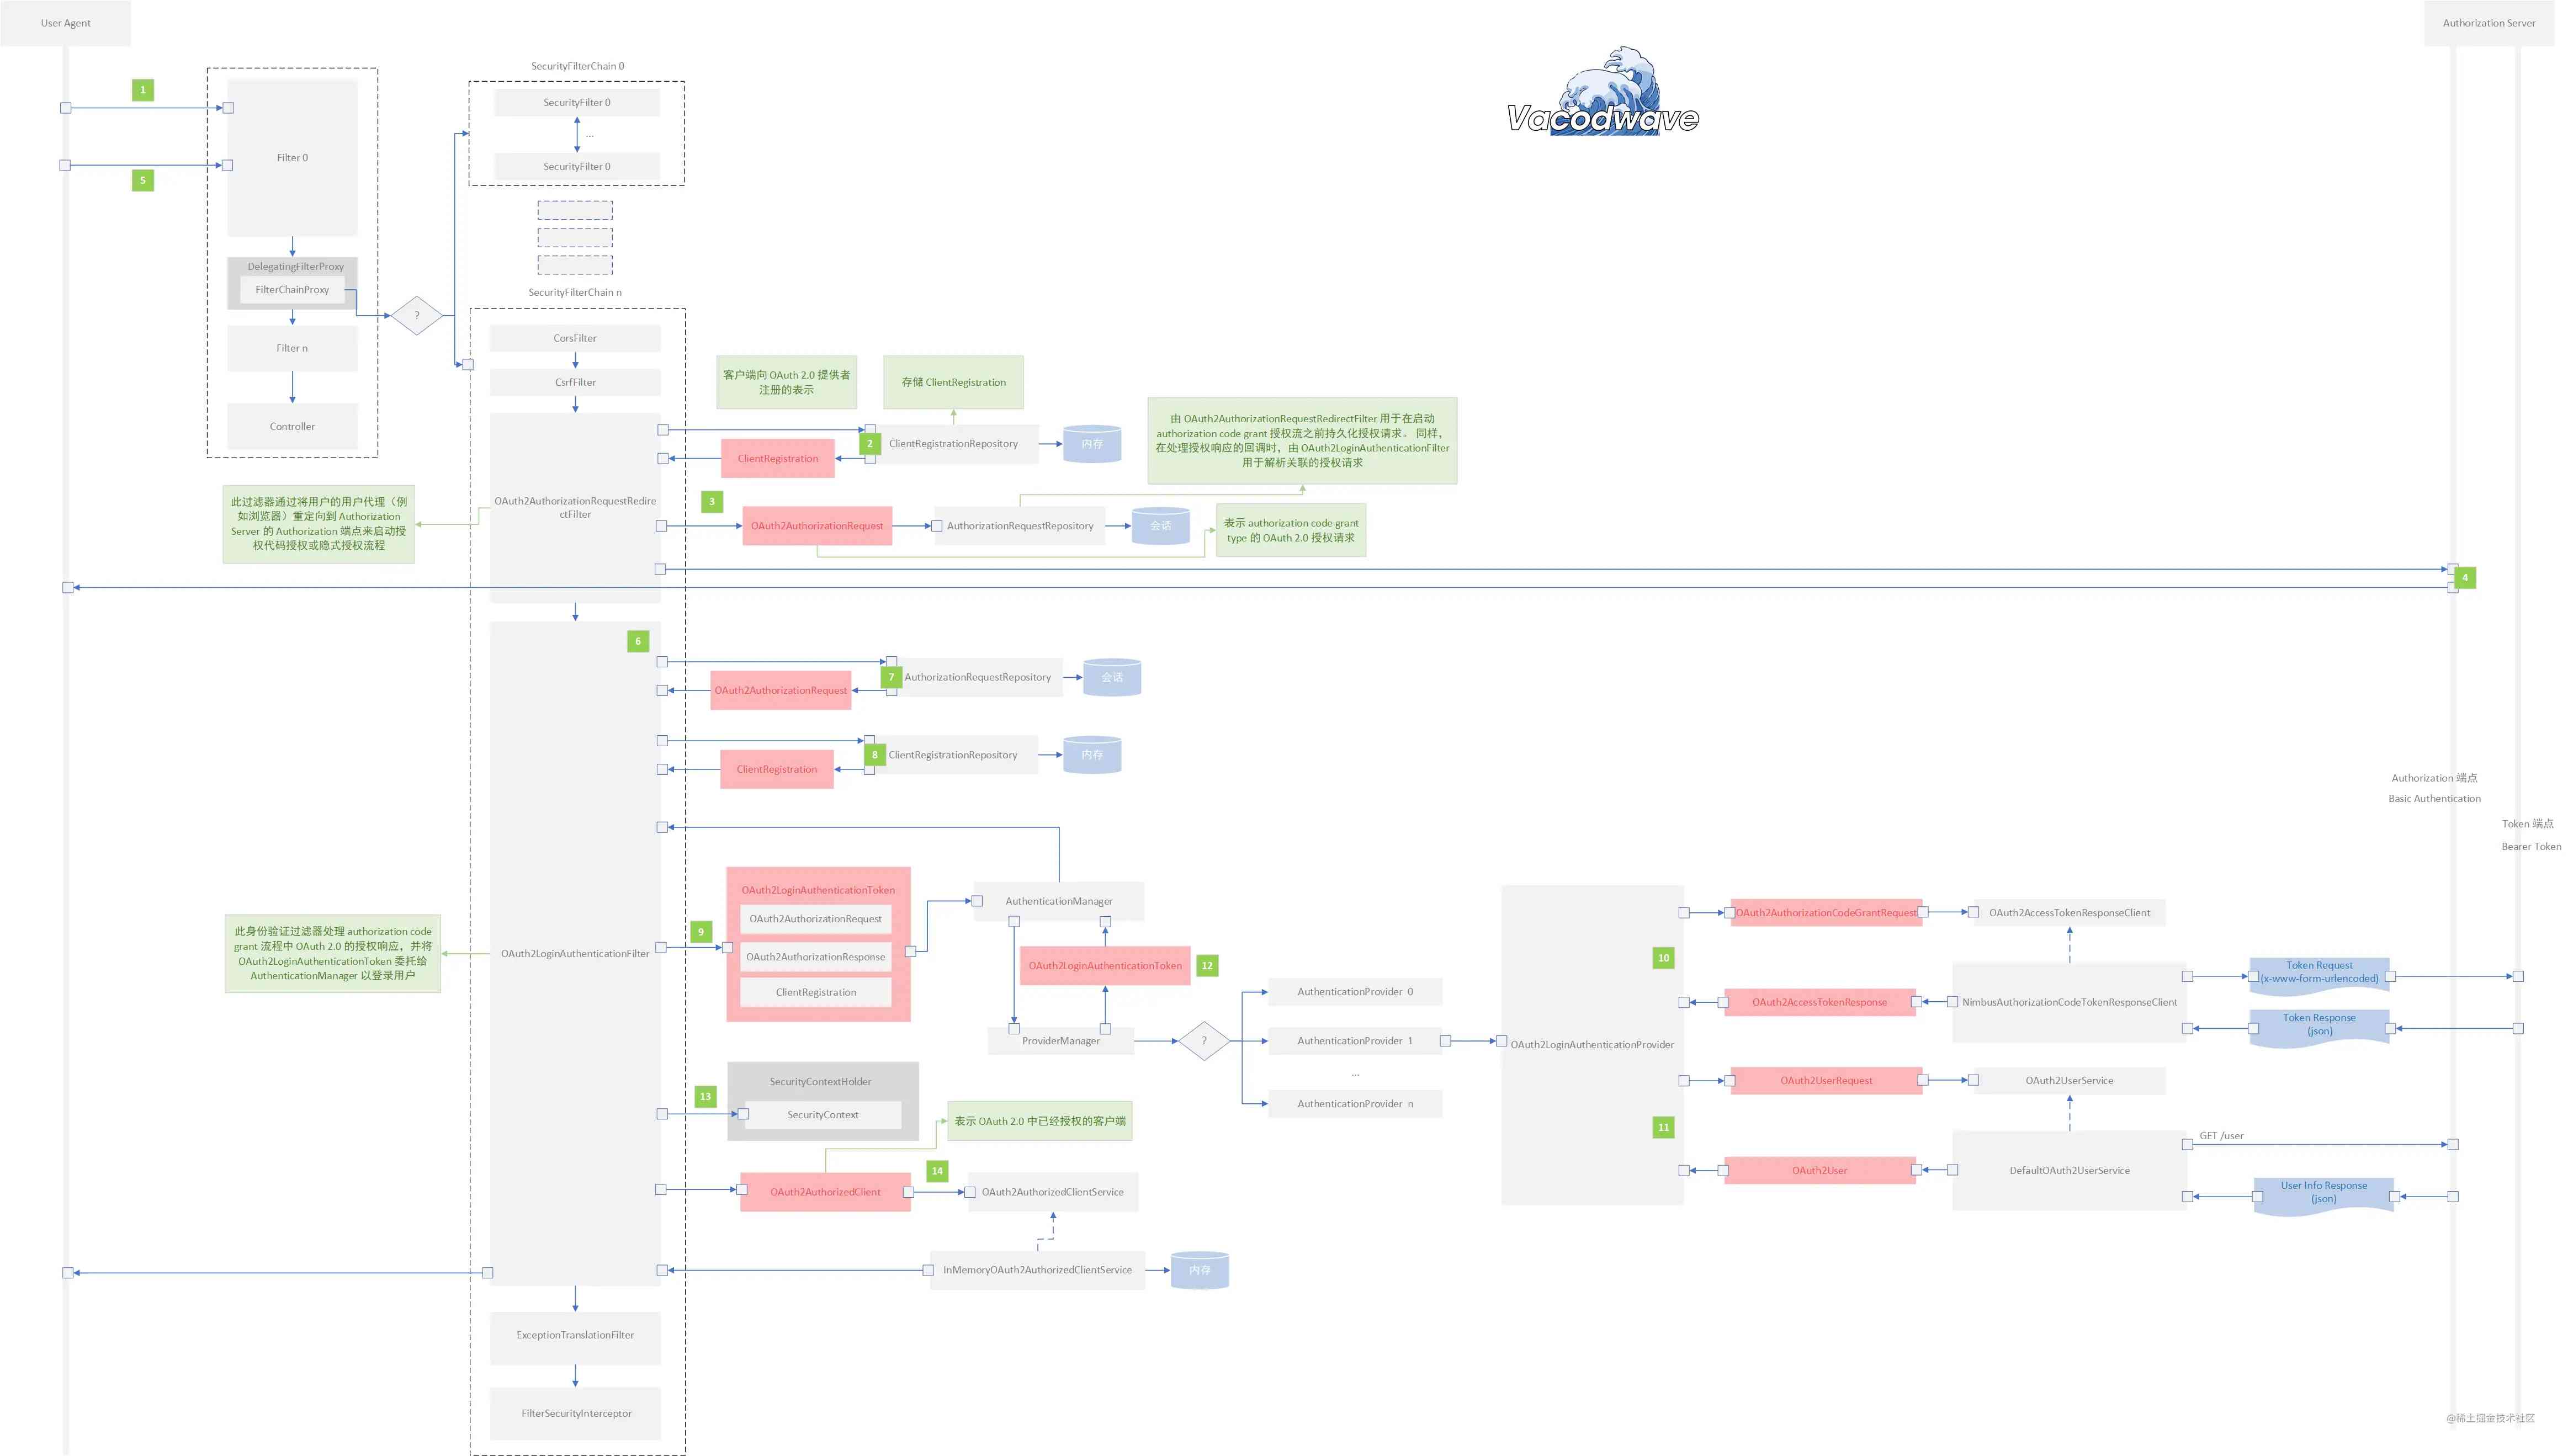 User Agent
Authorization Server
Vacodwave
1
5
Filter 0
DelegatingFilterProxy
FilterChainProxy
Filter n
Controller
?
SecurityFilterChain 0
SecurityFilter 0
...
SecurityFilter 0
SecurityFilterChain n
CorsFilter
CsrfFilter
OAuth2AuthorizationRequestRedire
ctFilter
客户端向 OAuth 2.0 提供者
注册的表示
存储 ClientRegistration
2
ClientRegistrationRepository
内存
ClientRegistration
由 OAuth2AuthorizationRequestRedirectFilter 用于在启动
authorization code grant 授权流之前持久化授权请求。 同样，
在处理授权响应的回调时，由 OAuth2LoginAuthenticationFilter
用于解析关联的授权请求
此过滤器通过将用户的用户代理（例
如浏览器）重定向到 Authorization
Server 的 Authorization 端点来启动授
权代码授权或隐式授权流程
3
OAuth2AuthorizationRequest
AuthorizationRequestRepository
会话
表示 authorization code grant
type 的 OAuth 2.0 授权请求
4
6
7
AuthorizationRequestRepository
会话
OAuth2AuthorizationRequest
8
ClientRegistrationRepository
内存
ClientRegistration
Authorization 端点
Basic Authentication
Token 端点
Bearer Token
此身份验证过滤器处理 authorization code
grant 流程中 OAuth 2.0 的授权响应，并将
OAuth2LoginAuthenticationToken 委托给
AuthenticationManager 以登录用户
OAuth2LoginAuthenticationFilter
9
OAuth2LoginAuthenticationToken
OAuth2AuthorizationRequest
OAuth2AuthorizationResponse
ClientRegistration
AuthenticationManager
OAuth2LoginAuthenticationToken
12
ProviderManager
?
AuthenticationProvider 0
AuthenticationProvider 1
...
AuthenticationProvider n
OAuth2LoginAuthenticationProvider
10
11
OAuth2AuthorizationCodeGrantRequest
OAuth2AccessTokenResponseClient
OAuth2AccessTokenResponse
NimbusAuthorizationCodeTokenResponseClient
Token Request
(x-www-form-urlencoded)
Token Response
(json)
OAuth2UserRequest
OAuth2UserService
OAuth2User
DefaultOAuth2UserService
GET /user
User Info Response
(json)
13
SecurityContextHolder
SecurityContext
表示 OAuth 2.0 中已经授权的客户端
14
OAuth2AuthorizedClient
OAuth2AuthorizedClientService
InMemoryOAuth2AuthorizedClientService
内存
ExceptionTranslationFilter
FilterSecurityInterceptor
@稀土掘金技术社区